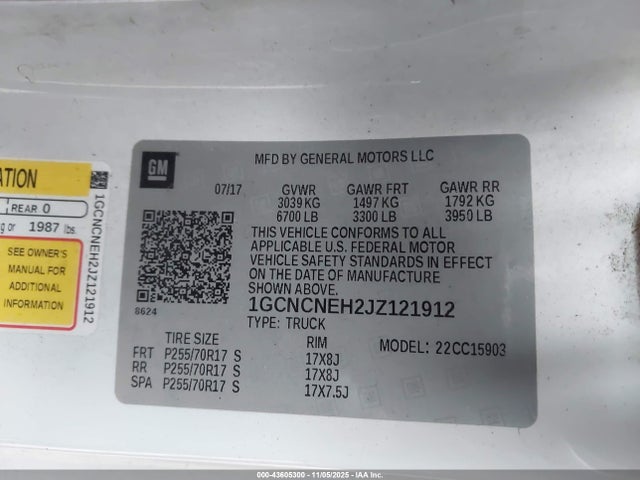 ATION
REAR 0
kg or 1987 lbs.
SEE OWNER'S
MANUAL FOR
ADDITIONAL
INFORMATION
1GCNCNEH2JZ121912
GM
MFD BY GENERAL MOTORS LLC
07/17 GVWR GAWR FRT GAWR RR
3039 KG 1497 KG 1792 KG
6700 LB 3300 LB 3950 LB
THIS VEHICLE CONFORMS TO ALL
APPLICABLE U.S. FEDERAL MOTOR
VEHICLE SAFETY STANDARDS IN EFFECT
ON THE DATE OF MANUFACTURE
SHOWN ABOVE.
8624
1GCNCNEH2JZ121912
TYPE: TRUCK
TIRE SIZE RIM MODEL: 22CC15903
FRT P255/70R17 S 17X8J
RR P255/70R17 S 17X8J
SPA P255/70R17 S 17X7.5J
000-43605300 - 11/05/2025 - IAAI, Inc.